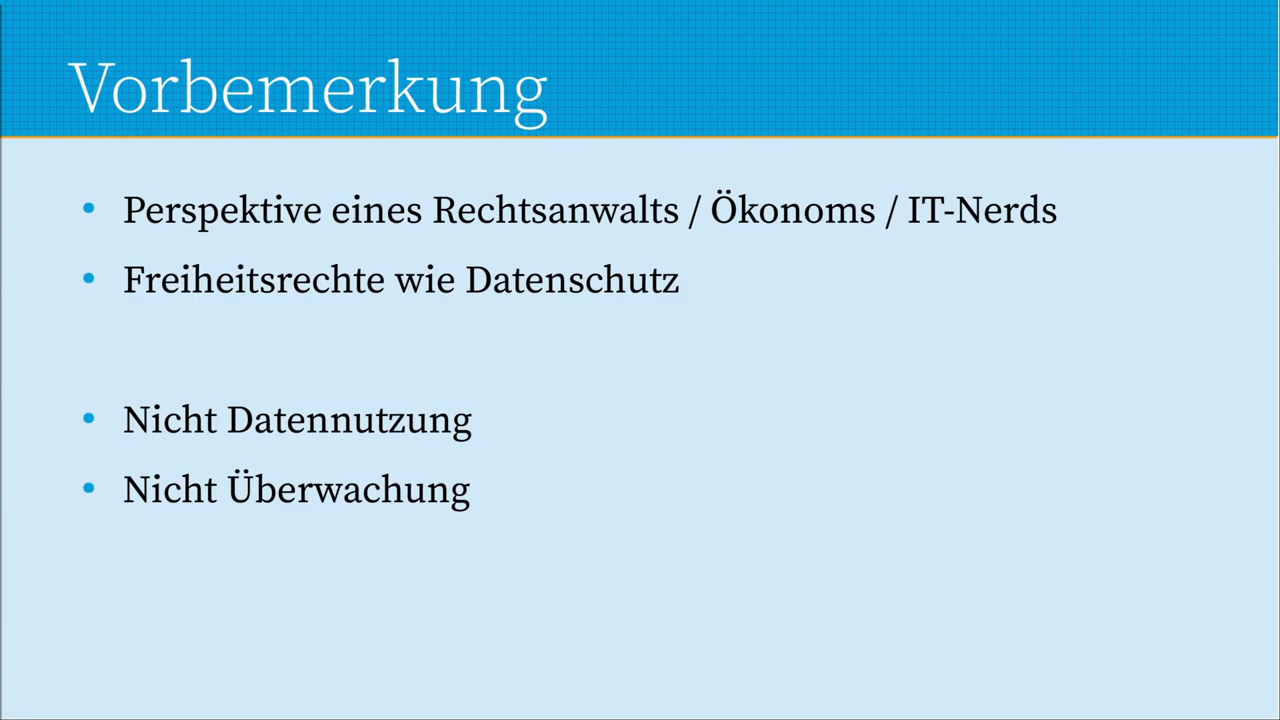 Vorbemerkung
• Perspektive eines Rechtsanwalts / Ökonoms / IT-Nerds
• Freiheitsrechte wie Datenschutz
• Nicht Datennutzung
• Nicht Überwachung